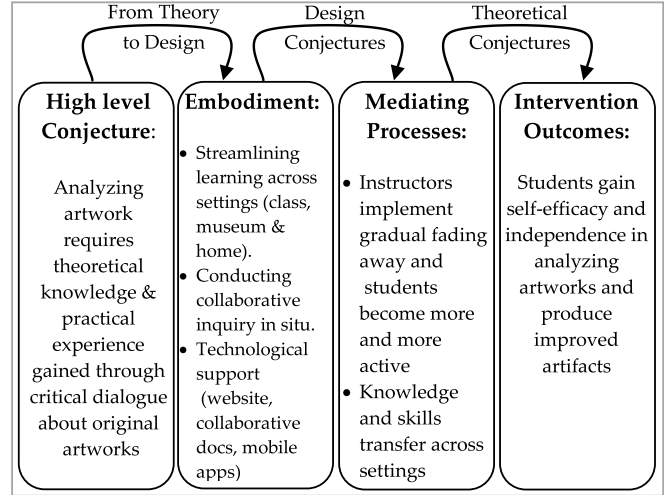 From Theory
to Design
Design
Conjectures
Theoretical
Conjectures
High level
Conjecture:
Analyzing
artwork
requires
theoretical
knowledge &
practical
experience
gained through
critical dialogue
about original
artworks
Embodiment:
• Streamlining
learning across
settings (class,
museum &
home).
• Conducting
collaborative
inquiry in situ.
• Technological
support
(website,
collaborative
docs, mobile
apps)
Mediating
Processes:
• Instructors
implement
gradual fading
away and
students
become more
and more
active
• Knowledge
and skills
transfer across
settings
Intervention
Outcomes:
Students gain
self-efficacy and
independence in
analyzing
artworks and
produce
improved
artifacts